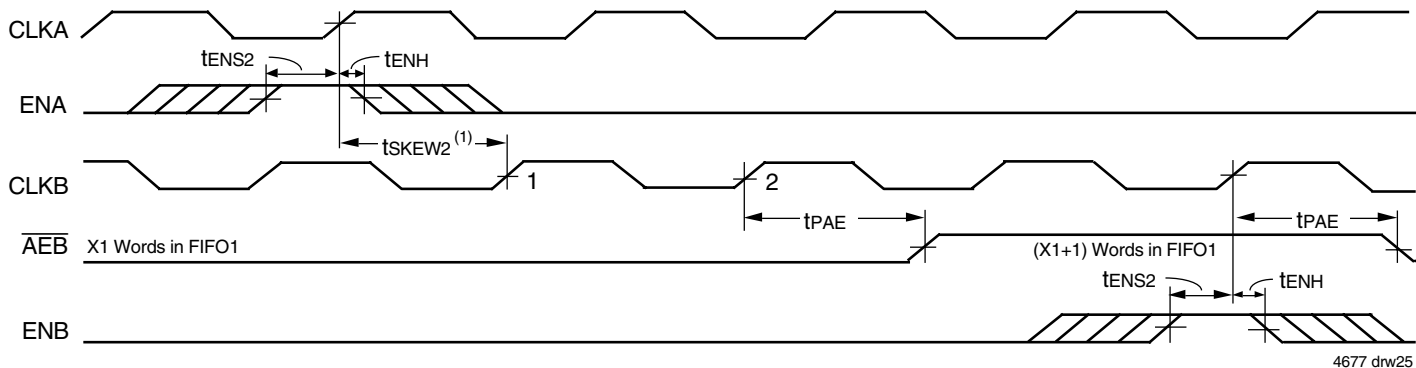 CLKA
tENS2 tENH
ENA
tSKEW2 (1)
CLKB 1 2
tPAE tPAE
AEB X1 Words in FIFO1 (X1+1) Words in FIFO1
tENS2 tENH
ENB
4677 drw25